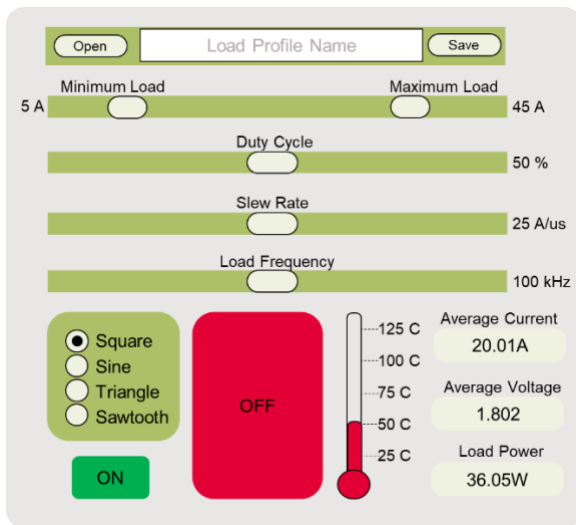 Open
Load Profile Name
Save
Minimum Load
Maximum Load
5 A
45 A
Duty Cycle
50 %
Slew Rate
25 A/us
Load Frequency
100 kHz
Square
Sine
Triangle
Sawtooth
ON
OFF
125 C
100 C
75 C
50 C
25 C
Average Current
20.01A
Average Voltage
1.802
Load Power
36.05W